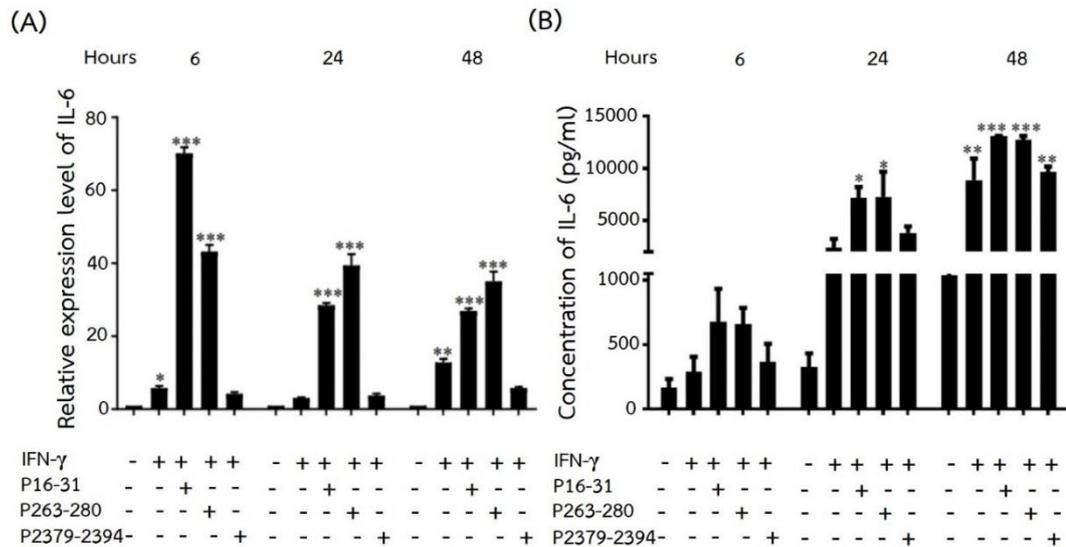 (A)
Hours 6 24 48
Relative expression level of IL-6
80
60
40
20
0
* *** *** *** *** ** *** ***
IFN-γ - + + + + - + + + + - + + + +
P16-31 - - + - - - - + - - - - + - -
P263-280 - - - + - - - - + - - - - + -
P2379-2394 - - - - + - - - - + - - - - +
(B)
Hours 6 24 48
Concentration of IL-6 (pg/ml)
15000
10000
5000
1000
500
0
* * ** *** *** **
IFN-γ - + + + + - + + + + - + + + +
P16-31 - - + - - - - + - - - - + - -
P263-280 - - - + - - - - + - - - - + -
P2379-2394 - - - - + - - - - + - - - - +